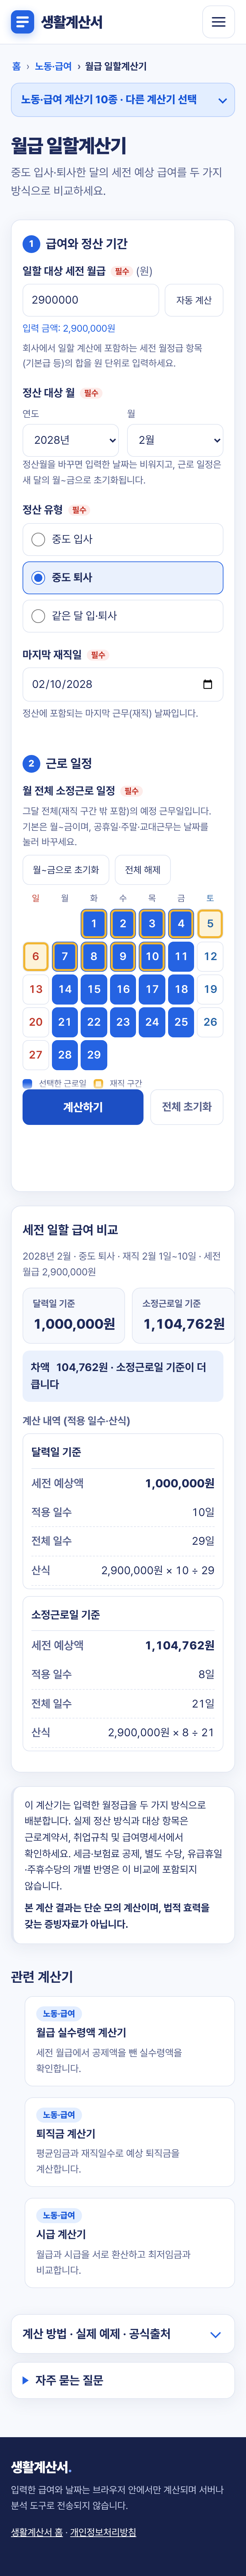 생활계산서
홈 › 노동·급여 › 월급 일할계산기
노동·급여 계산기 10종 · 다른 계산기 선택
월급 일할계산기
중도 입사·퇴사한 달의 세전 예상 급여를 두 가지
방식으로 비교하세요.
1 급여와 정산 기간
일할 대상 세전 월급 필수 (원)
2900000 자동 계산
입력 금액: 2,900,000원
회사에서 일할 계산에 포함하는 세전 월정급 항목
(기본급 등)의 합을 원 단위로 입력하세요.
정산 대상 월 필수
연도 월
2028년 2월
정산월을 바꾸면 입력한 날짜는 비워지고, 근로 일정은
새 달의 월~금으로 초기화됩니다.
정산 유형 필수
중도 입사
중도 퇴사
같은 달 입·퇴사
마지막 재직일 필수
02/10/2028
정산에 포함되는 마지막 근무(재직) 날짜입니다.
2 근로 일정
월 전체 소정근로 일정 필수
그달 전체(재직 구간 밖 포함)의 예정 근무일입니다.
기본은 월~금이며, 공휴일·주말·교대근무는 날짜를
눌러 바꾸세요.
월~금으로 초기화 전체 해제
일 월 화 수 목 금 토
1 2 3 4 5
6 7 8 9 10 11 12
13 14 15 16 17 18 19
20 21 22 23 24 25 26
27 28 29
선택한 근로일 재직 구간
계산하기 전체 초기화
세전 일할 급여 비교
2028년 2월 · 중도 퇴사 · 재직 2월 1일~10일 · 세전
월급 2,900,000원
달력일 기준 소정근로일 기준
1,000,000원 1,104,762원
차액 104,762원 · 소정근로일 기준이 더
큽니다
계산 내역 (적용 일수·산식)
달력일 기준
세전 예상액 1,000,000원
적용 일수 10일
전체 일수 29일
산식 2,900,000원 × 10 ÷ 29
소정근로일 기준
세전 예상액 1,104,762원
적용 일수 8일
전체 일수 21일
산식 2,900,000원 × 8 ÷ 21
이 계산기는 입력한 월정급을 두 가지 방식으로
배분합니다. 실제 정산 방식과 대상 항목은
근로계약서, 취업규칙 및 급여명세서에서
확인하세요. 세금·보험료 공제, 별도 수당, 유급휴일
·주휴수당의 개별 반영은 이 비교에 포함되지
않습니다.
본 계산 결과는 단순 모의 계산이며, 법적 효력을
갖는 증빙자료가 아닙니다.
관련 계산기
노동·급여
월급 실수령액 계산기
세전 월급에서 공제액을 뺀 실수령액을
확인합니다.
노동·급여
퇴직금 계산기
평균임금과 재직일수로 예상 퇴직금을
계산합니다.
노동·급여
시급 계산기
월급과 시급을 서로 환산하고 최저임금과
비교합니다.
계산 방법 · 실제 예제 · 공식출처
자주 묻는 질문
생활계산서.
입력한 급여와 날짜는 브라우저 안에서만 계산되며 서버나
분석 도구로 전송되지 않습니다.
생활계산서 홈 · 개인정보처리방침